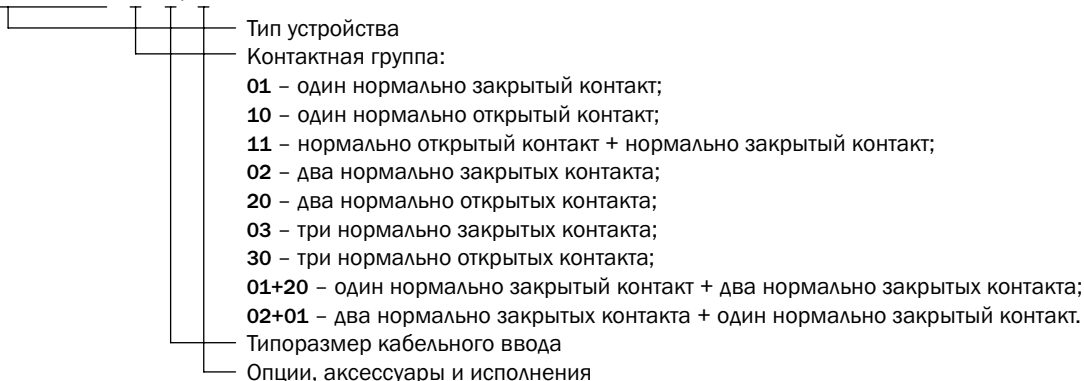 Тип устройства
Контактная группа:
01 – один нормально закрытый контакт;
10 – один нормально открытый контакт;
11 – нормально открытый контакт + нормально закрытый контакт;
02 – два нормально закрытых контакта;
20 – два нормально открытых контакта;
03 – три нормально закрытых контакта;
30 – три нормально открытых контакта;
01+20 – один нормально закрытый контакт + два нормально закрытых контакта;
02+01 – два нормально закрытых контакта + один нормально закрытый контакт.
Типоразмер кабельного ввода
Опции, аксессуары и исполнения